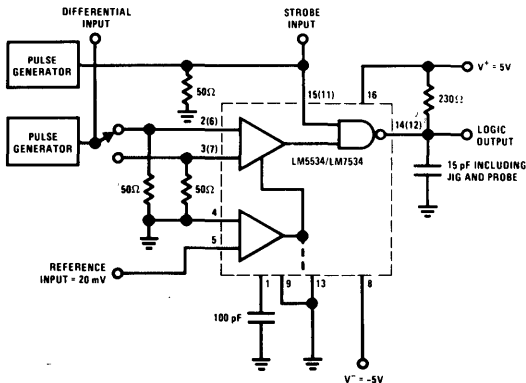 DIFFERENTIAL
INPUT
STROBE
INPUT
PULSE
GENERATOR
50Ω
15(11)
16
V+ = 5V
230Ω
PULSE
GENERATOR
2(6)
3(7)
14(12)
LOGIC
OUTPUT
LM5534/LM7534
15 pF INCLUDING
JIG AND PROBE
50Ω
50Ω
4
5
REFERENCE
INPUT = 20 mV
1
9
13
8
100 pF
V− = -5V